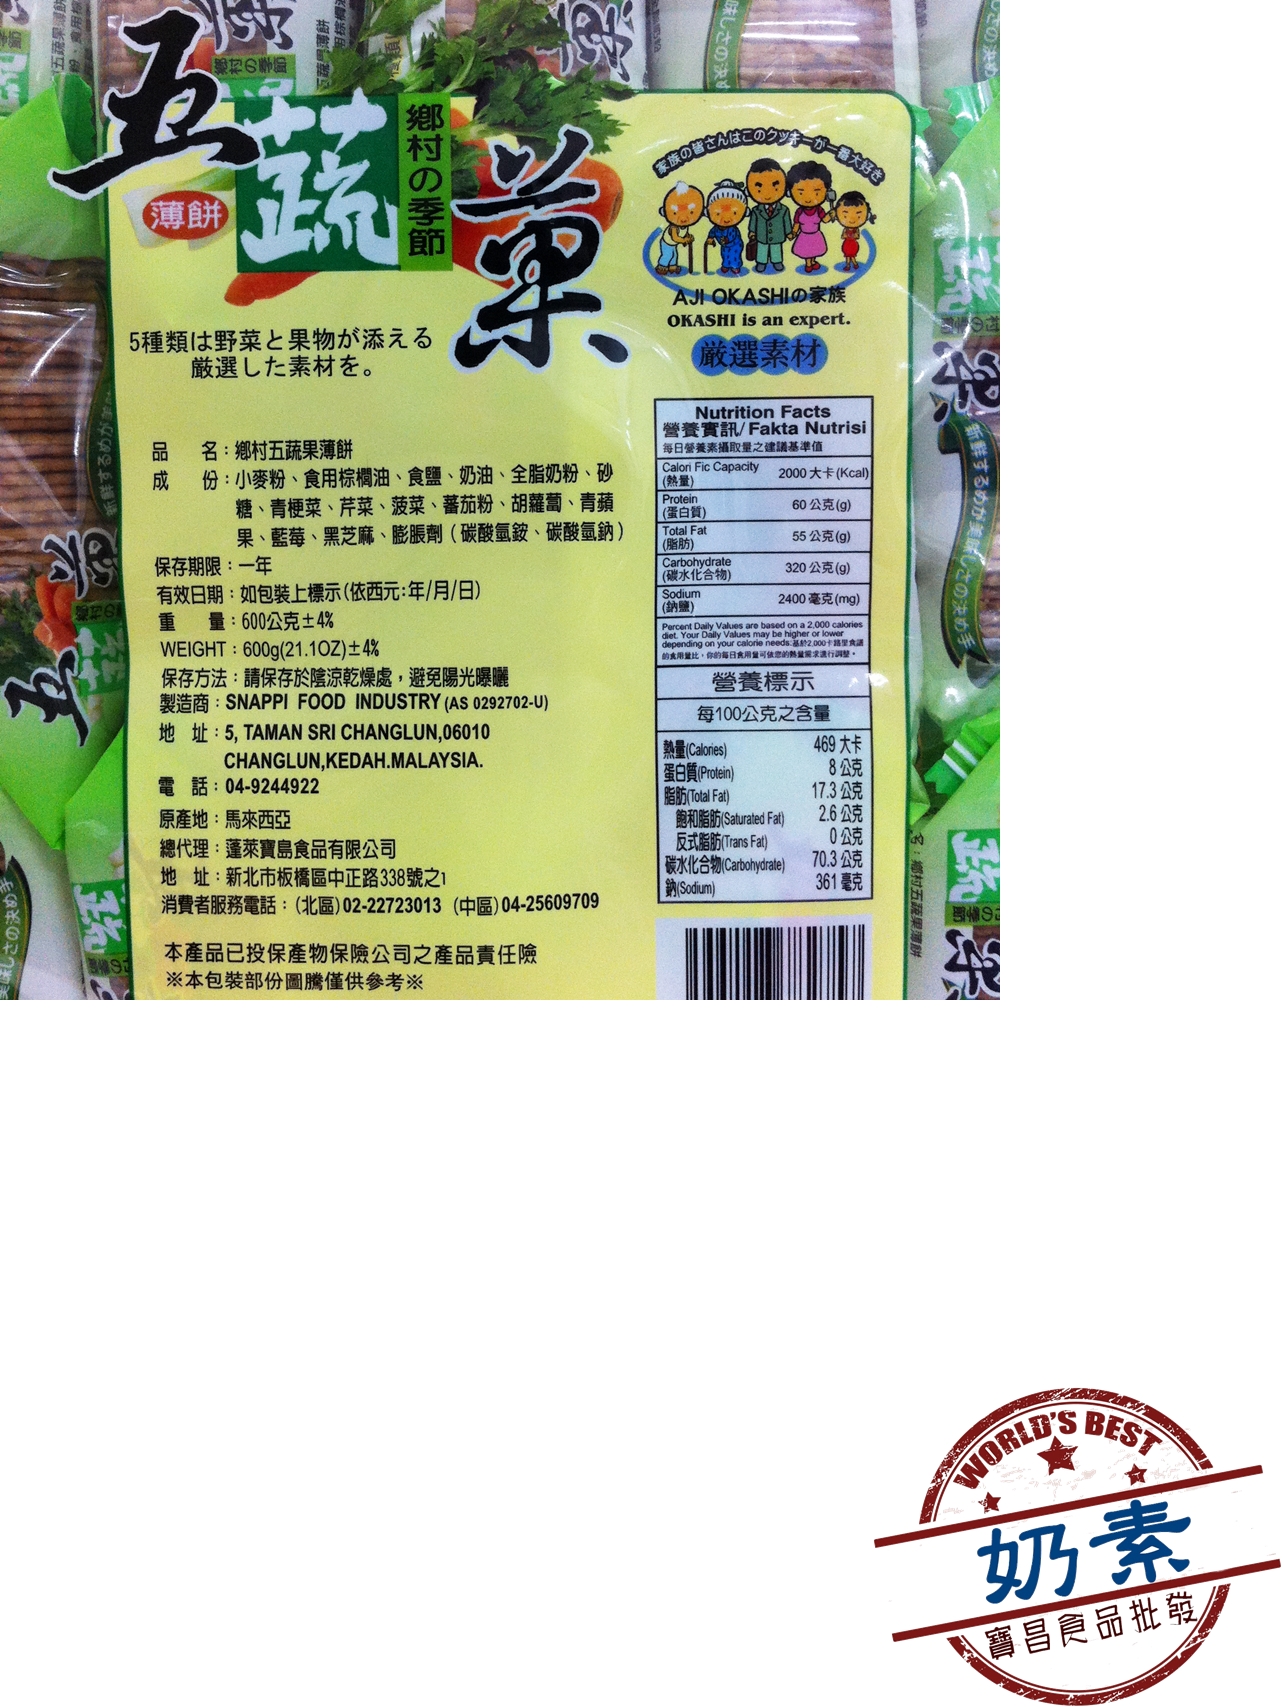 五蔬菓
薄餅
鄉村の季節
家族の皆さんはこのクッキーが一番大好き
AJI OKASHIの家族
OKASHI is an expert.
厳選素材
5種類は野菜と果物が添える
厳選した素材を。
品　　名：鄉村五蔬果薄餅
成　　份：小麥粉、食用棕櫚油、食鹽、奶油、全脂奶粉、砂
糖、青梗菜、芹菜、菠菜、蕃茄粉、胡蘿蔔、青蘋
果、藍莓、黑芝麻、膨脹劑（碳酸氫銨、碳酸氫鈉）
保存期限：一年
有效日期：如包裝上標示(依西元:年/月/日)
重　　量：600公克±4%
WEIGHT：600g(21.1OZ)±4%
保存方法：請保存於陰涼乾燥處，避免陽光曝曬
製造商：SNAPPI FOOD INDUSTRY (AS 0292702-U)
地　址：5, TAMAN SRI CHANGLUN,06010
CHANGLUN,KEDAH.MALAYSIA.
電　話：04-9244922
原產地：馬來西亞
總代理：蓬萊寶島食品有限公司
地　址：新北市板橋區中正路338號之1
消費者服務電話：(北區)02-22723013 (中區)04-25609709
本產品已投保產物保險公司之產品責任險
※本包裝部份圖騰僅供參考※
Nutrition Facts
營養實訊/ Fakta Nutrisi
每日營養素攝取量之建議基準值
Calori Fic Capacity
(熱量) 2000 大卡(Kcal)
Protein
(蛋白質) 60 公克(g)
Total Fat
(脂肪) 55 公克(g)
Carbohydrate
(碳水化合物) 320 公克(g)
Sodium
(鈉鹽) 2400 毫克(mg)
Percent Daily Values are based on a 2,000 calories
diet. Your Daily Values may be higher or lower
depending on your calorie needs:基於2,000卡路里食譜
的食用量比，你的每日食用量可依您的熱量需求進行調整。
營養標示
每100公克之含量
熱量(Calories) 469 大卡
蛋白質(Protein) 8 公克
脂肪(Total Fat) 17.3 公克
飽和脂肪(Saturated Fat) 2.6 公克
反式脂肪(Trans Fat) 0 公克
碳水化合物(Carbohydrate) 70.3 公克
鈉(Sodium) 361 毫克
WORLD'S BEST
奶素
寶昌食品批發